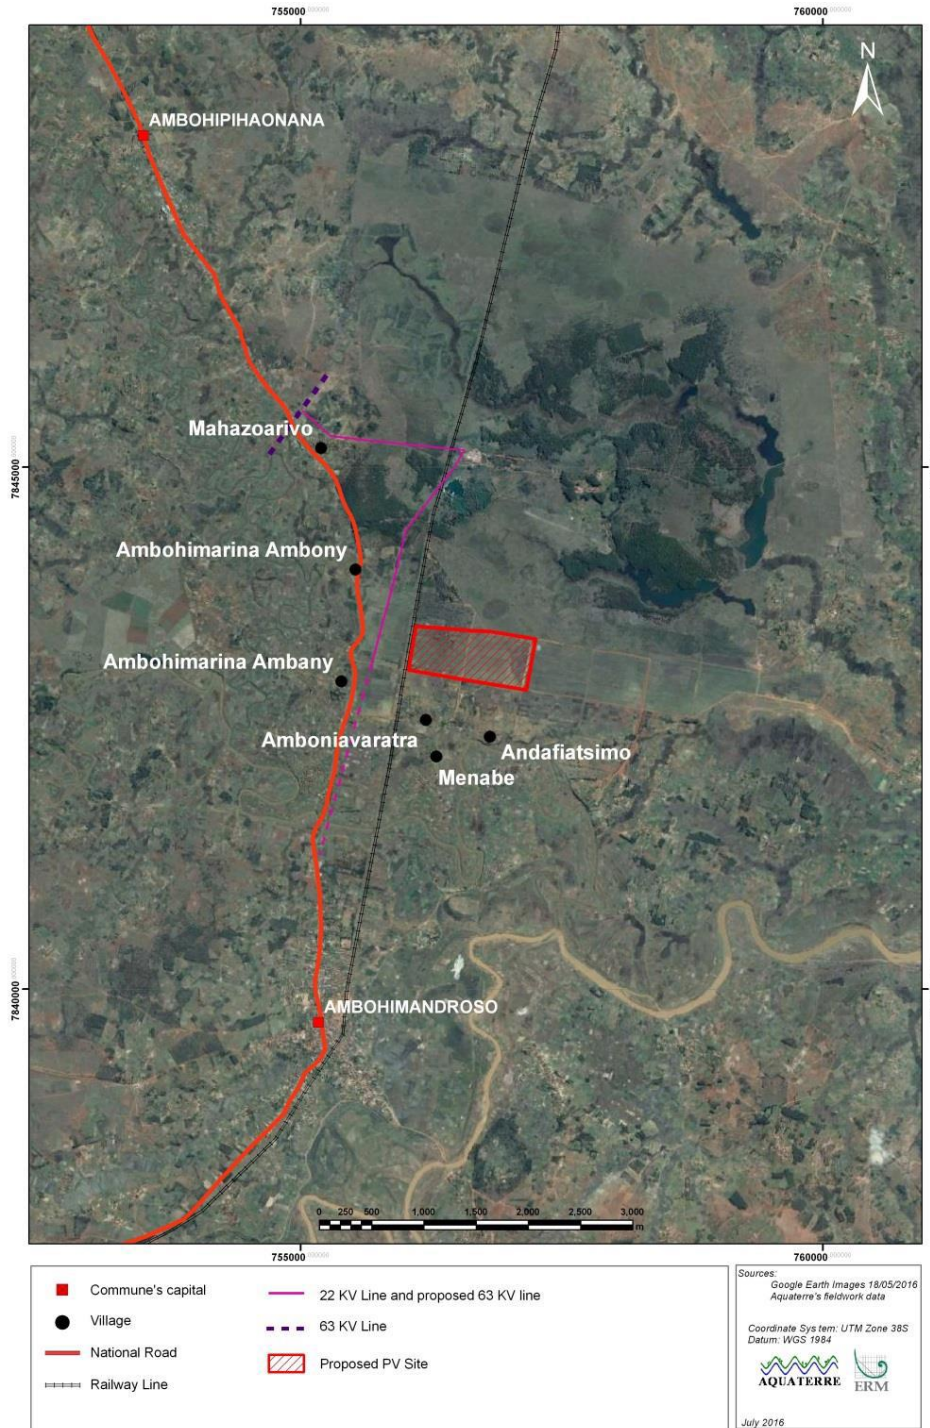 755000
760000
N
AMBOHIPIHAONANA
Mahazoarivo
7845000
Ambohimarina Ambony
Ambohimarina Ambany
Amboniavaratra
Andafiatsimo
Menabe
7840000
AMBOHIMANDROSO
0 250 500 1,000 1,500 2,000 2,500 3,000
m
755000
760000
Commune's capital
Village
National Road
Railway Line
22 KV Line and proposed 63 KV line
63 KV Line
Proposed PV Site
Sources:
Google Earth Images 18/05/2016
Aquaterre's fieldwork data
Coordinate Sys tem: UTM Zone 38S
Datum: WGS 1984
AQUATERRE
ERM
July 2016